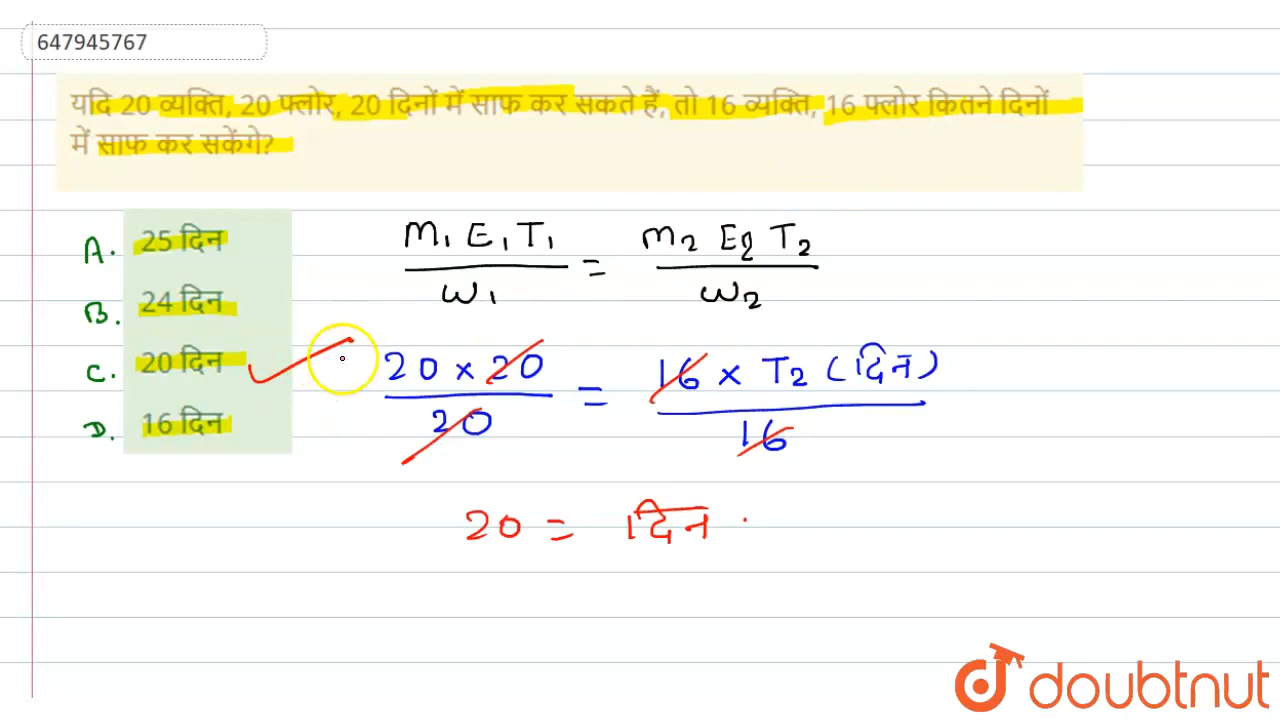 647945767
यदि 20 व्यक्ति, 20 फ्लोर, 20 दिनों में साफ कर सकते हैं, तो 16 व्यक्ति, 16 फ्लोर कितने दिनों
में साफ कर सकेंगे?
A. 25 दिन
B. 24 दिन
C. 20 दिन
D. 16 दिन
M₁ E₁ T₁ / W₁ = M₂ E₂ T₂ / W₂
20 × 20 / 20 = 16 × T₂ (दिन) / 16
20 = दिन
doubtnut